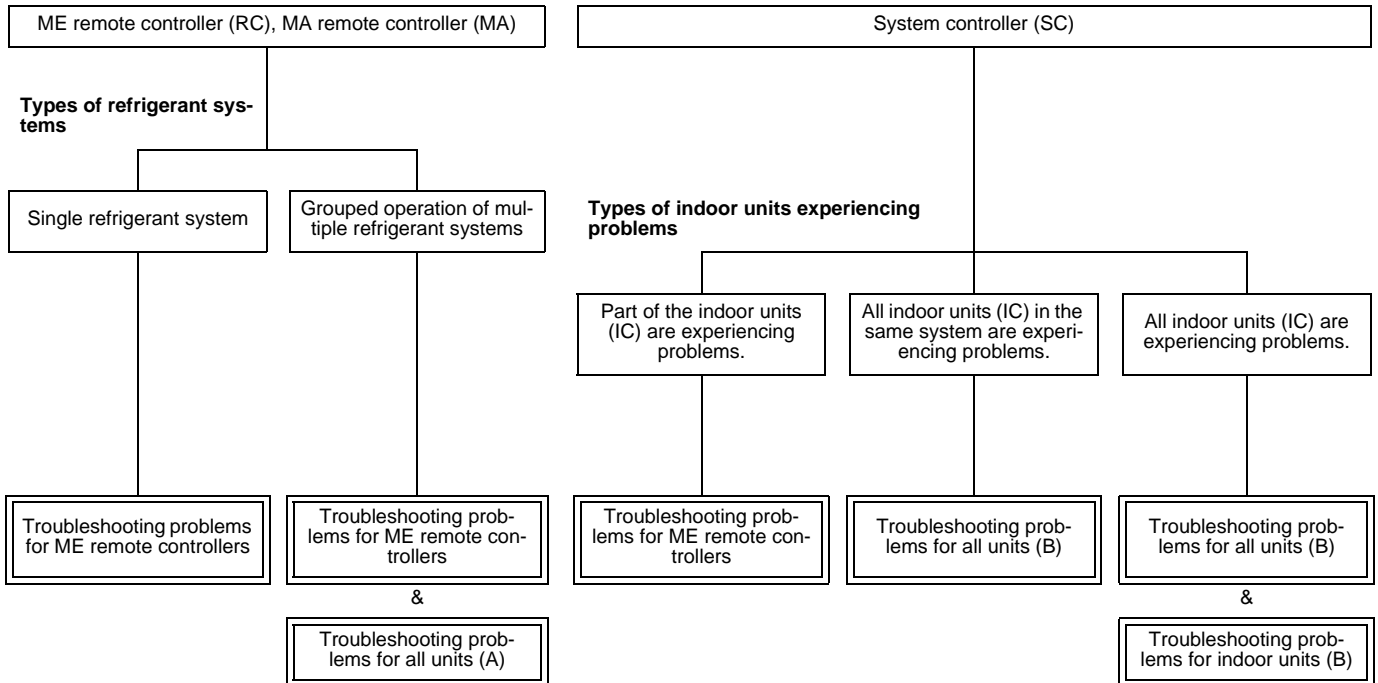 ME remote controller (RC), MA remote controller (MA)
System controller (SC)
Types of refrigerant sys-
tems
Single refrigerant system
Grouped operation of mul-
tiple refrigerant systems
Types of indoor units experiencing
problems
Part of the indoor units
(IC) are experiencing
problems.
All indoor units (IC) in the
same system are experi-
encing problems.
All indoor units (IC) are
experiencing problems.
Troubleshooting problems
for ME remote controllers
Troubleshooting prob-
lems for ME remote con-
trollers
&
Troubleshooting prob-
lems for all units (A)
Troubleshooting prob-
lems for ME remote con-
trollers
Troubleshooting prob-
lems for all units (B)
Troubleshooting prob-
lems for all units (B)
&
Troubleshooting prob-
lems for indoor units (B)